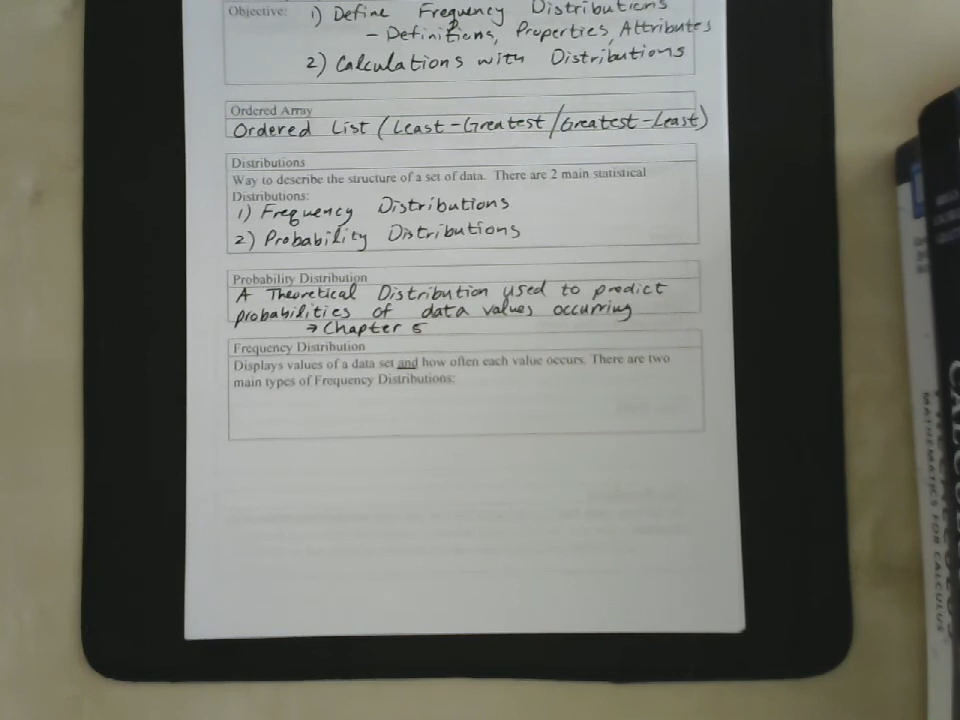 Objective: 1) Define Frequency Distributions
- Definitions, Properties, Attributes
2) Calculations with Distributions
Ordered Array
Ordered List (Least-Greatest/Greatest-Least)
Distributions
Way to describe the structure of a set of data. There are 2 main statistical
Distributions:
1) Frequency Distributions
2) Probability Distributions
Probability Distribution
A Theoretical Distribution used to predict
probabilities of data values occurring
→ Chapter 5
Frequency Distribution
Displays values of a data set and how often each value occurs. There are two
main types of Frequency Distributions:
MATHEMATICS FOR CALCULUS